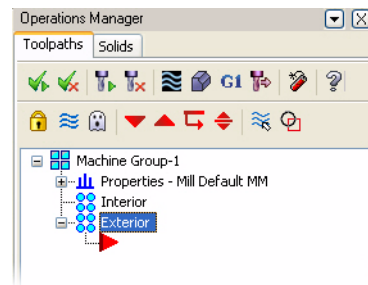 Operations Manager
Toolpaths Solids
G1
Machine Group-1
Properties - Mill Default MM
Interior
Exterior